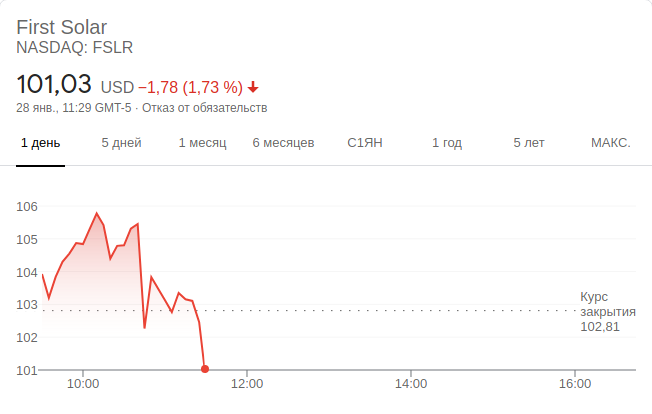 First Solar
NASDAQ: FSLR
101,03 USD −1,78 (1,73 %)
28 янв., 11:29 GMT-5 · Отказ от обязательств
1 день 5 дней 1 месяц 6 месяцев С1ЯН 1 год 5 лет МАКС.
106
105
104
103
102
101
Курс
закрытия
102,81
10:00 12:00 14:00 16:00